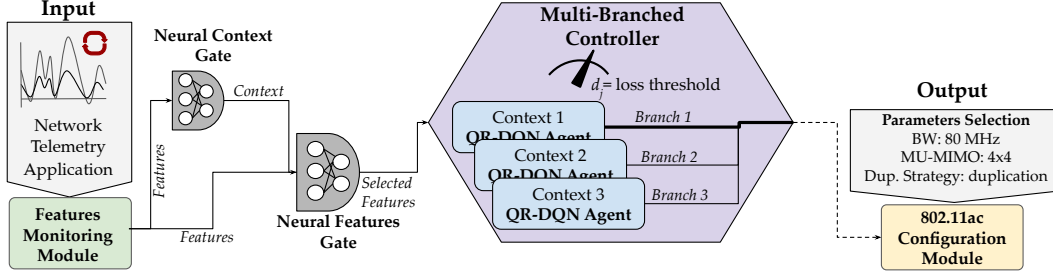 Input
Network
Telemetry
Application
Features
Monitoring
Module
Neural Context
Gate
Context
Features
Features
Neural Features
Gate
Selected
Features
Multi-Branched
Controller
d_j= loss threshold
Context 1
QR-DQN Agent
Branch 1
Context 2
QR-DQN Agent
Branch 2
Context 3
QR-DQN Agent
Branch 3
Output
Parameters Selection
BW: 80 MHz
MU-MIMO: 4x4
Dup. Strategy: duplication
802.11ac
Configuration
Module